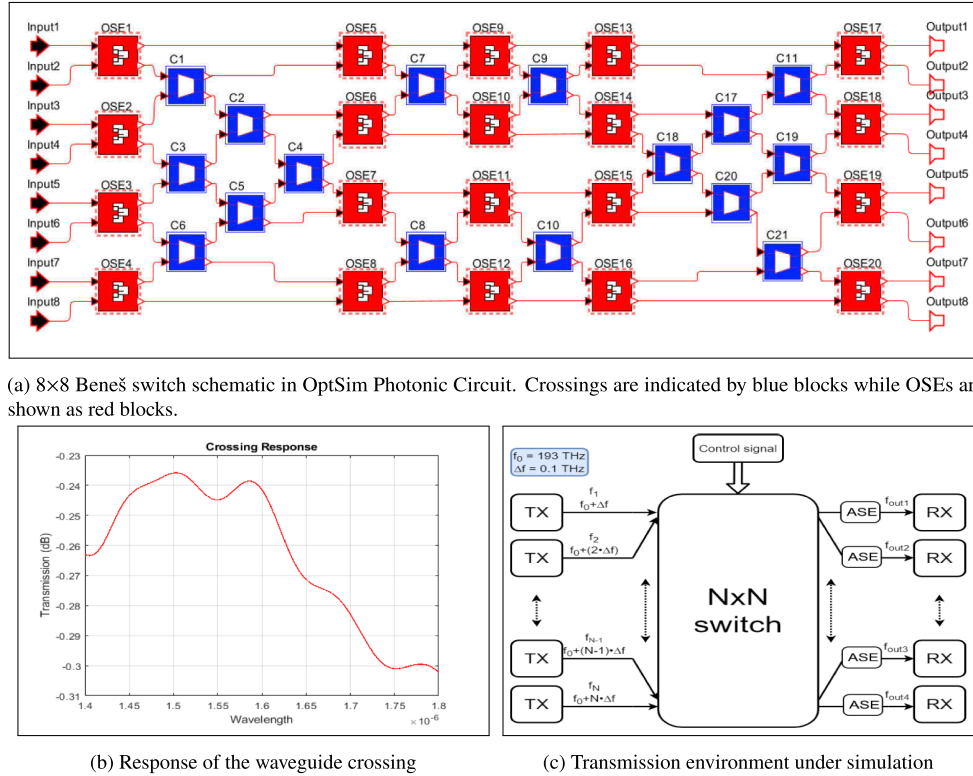 OSE1 OSE5 OSE9 OSE13 OSE17
Input1 Output1
C1 C7 C9 C11
Input2 Output2
OSE2 C2 OSE6 OSE10 OSE14 C17 OSE18
Input3 Output3
C3 C4 C18 C19
Input4 Output4
OSE3 C5 OSE7 OSE11 OSE15 C20 OSE19
Input5 Output5
C6 C8 C10
Input6 Output6
C21
OSE4 OSE8 OSE12 OSE16 OSE20
Input7 Output7
Input8 Output8
(a) 8×8 Beneš switch schematic in OptSim Photonic Circuit. Crossings are indicated by blue blocks while OSEs are
shown as red blocks.
Crossing Response
Transmission (dB)
-0.23
-0.24
-0.25
-0.26
-0.27
-0.28
-0.29
-0.3
-0.31
1.4 1.45 1.5 1.55 1.6 1.65 1.7 1.75 1.8
Wavelength
× 10⁻⁶
(b) Response of the waveguide crossing
Control signal
f₀ = 193 THz
Δf = 0.1 THz
TX f₁ f₀+Δf
TX f₂ f₀+(2•Δf)
TX f_N-1 f₀+(N-1)•Δf
TX f_N f₀+N•Δf
NxN
switch
ASE f_out1 RX
ASE f_out2 RX
ASE f_out3 RX
ASE f_out4 RX
(c) Transmission environment under simulation